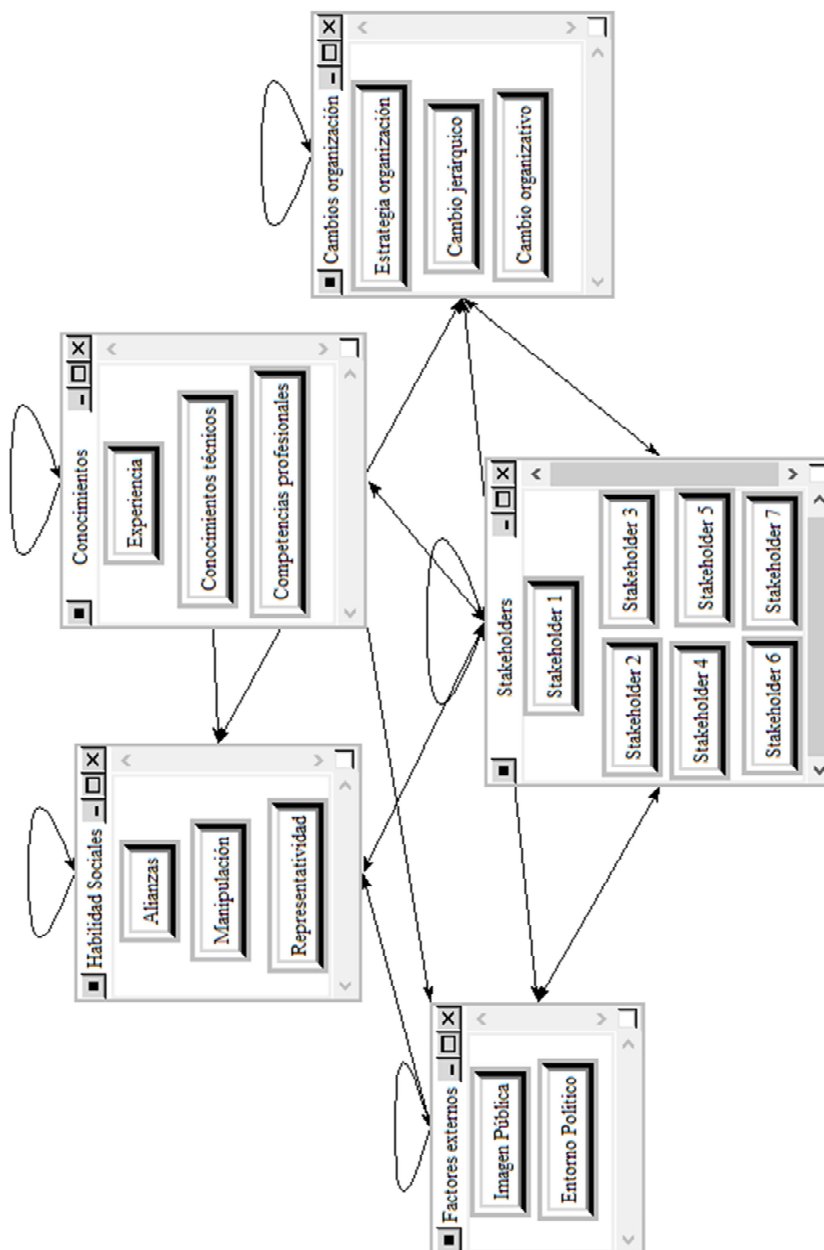 Habilidad Sociales
Alianzas
Manipulación
Representatividad
Conocimientos
Experiencia
Conocimientos técnicos
Competencias profesionales
Cambios organización
Estrategia organización
Cambio jerárquico
Cambio organizativo
Factores externos
Imagen Pública
Entorno Politico
Stakeholders
Stakeholder 1
Stakeholder 2
Stakeholder 3
Stakeholder 4
Stakeholder 5
Stakeholder 6
Stakeholder 7